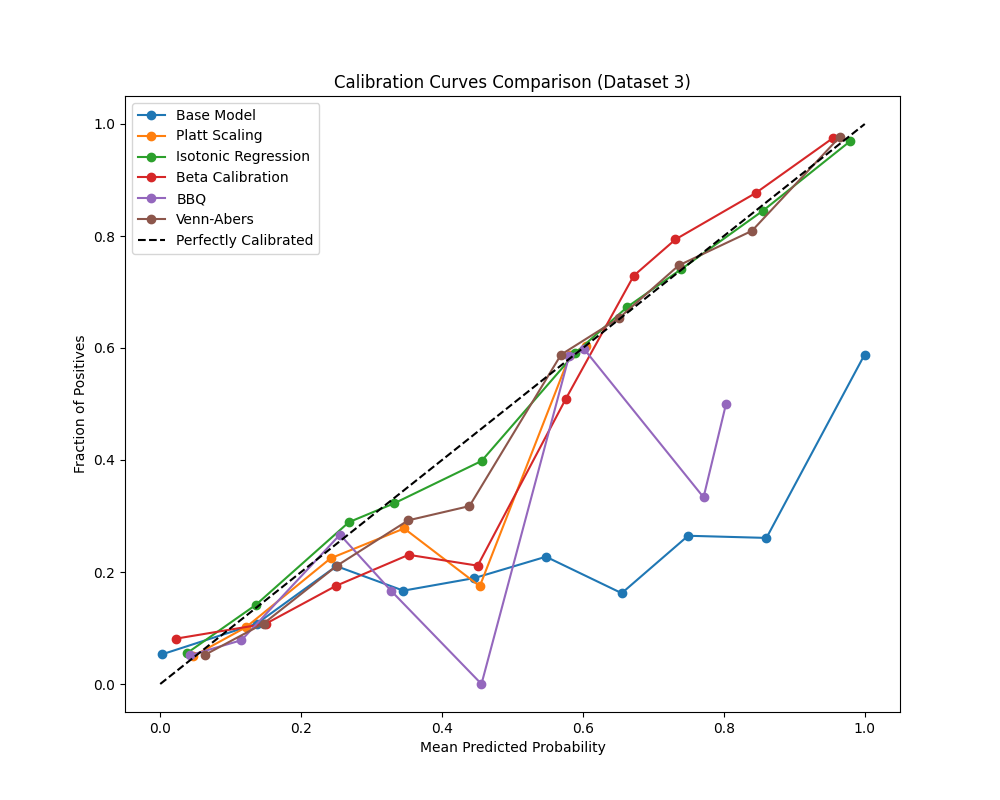 Calibration Curves Comparison (Dataset 3)
Base Model
Platt Scaling
Isotonic Regression
Beta Calibration
BBQ
Venn-Abers
Perfectly Calibrated
Fraction of Positives
1.0
0.8
0.6
0.4
0.2
0.0
0.0 0.2 0.4 0.6 0.8 1.0
Mean Predicted Probability